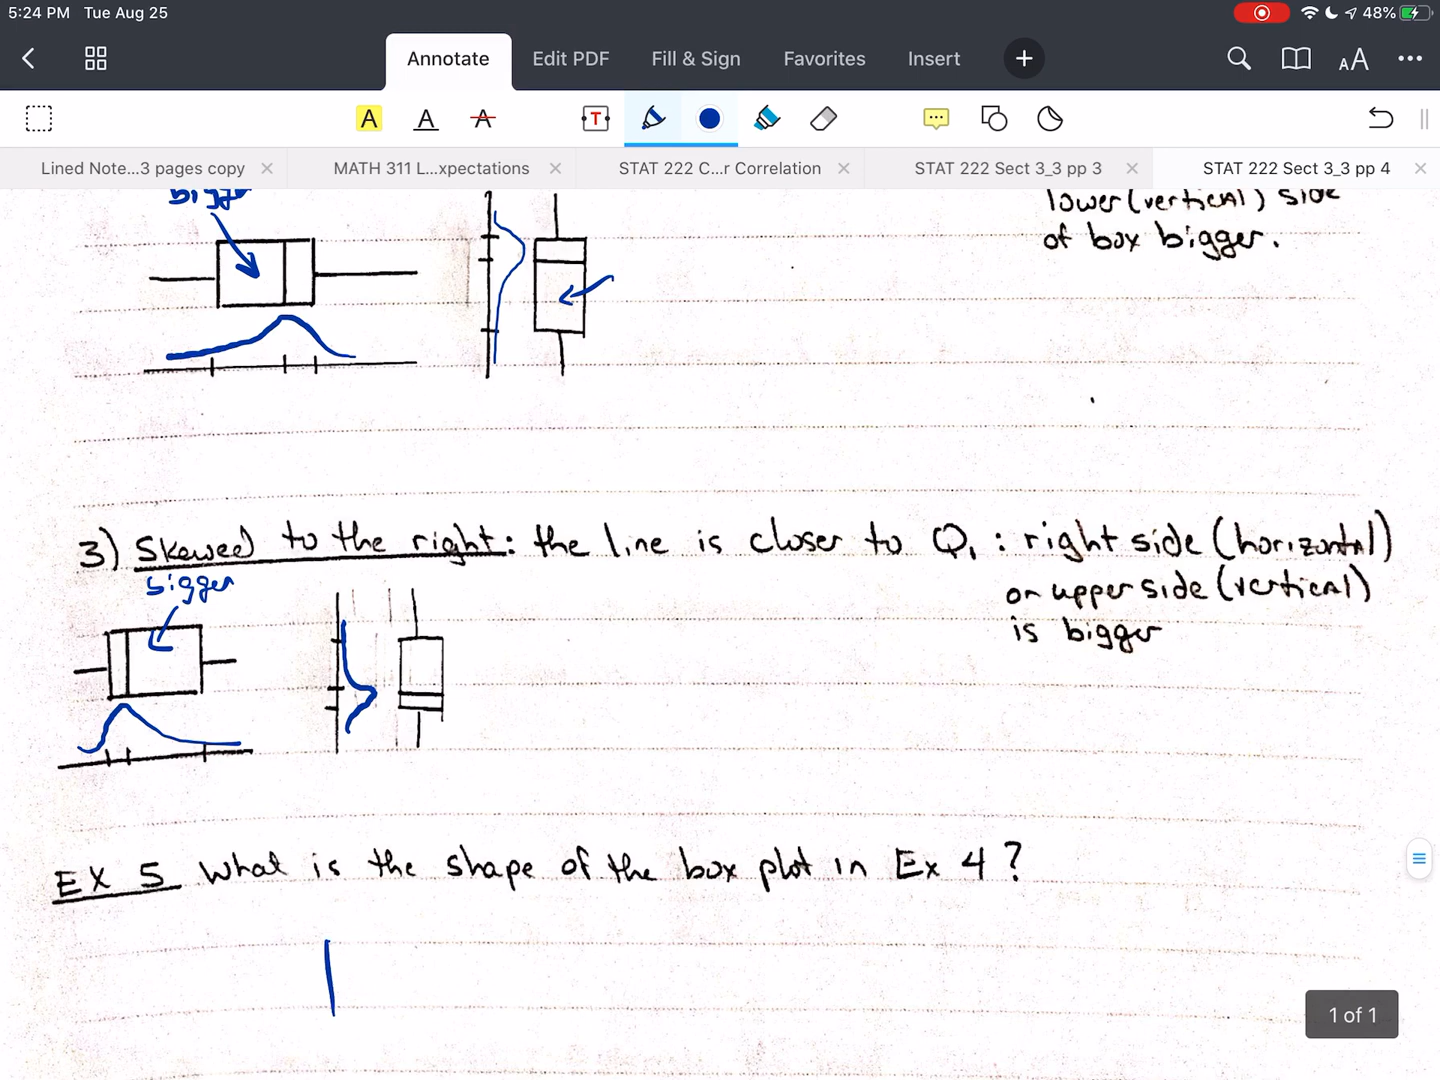 5:24 PM Tue Aug 25
48%
Annotate Edit PDF Fill & Sign Favorites Insert +
AA
A A A T
Lined Note...3 pages copy × MATH 311 L...xpectations × STAT 222 C...r Correlation × STAT 222 Sect 3_3 pp 3 × STAT 222 Sect 3_3 pp 4 ×
bigger
lower (vertical) side
of box bigger.
3) Skewed to the right: the line is closer to Q₁ : right side (horizontal)
or upper side (vertical)
is bigger
bigger
EX 5 What is the shape of the box plot in Ex 4?
1 of 1